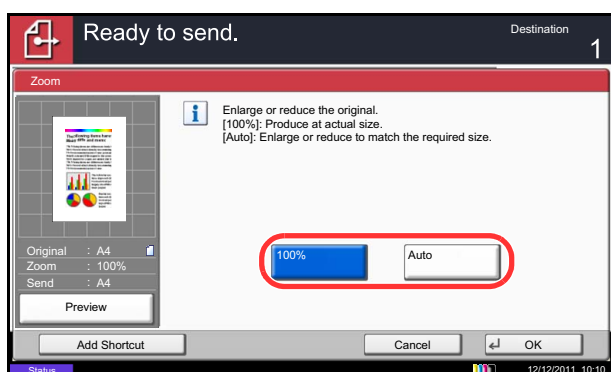 Ready to send.
Destination
1
Zoom
Enlarge or reduce the original.
[100%]: Produce at actual size.
[Auto]: Enlarge or reduce to match the required size.
100%
Auto
Original : A4
Zoom : 100%
Send : A4
Preview
Add Shortcut
Cancel
OK
Status
12/12/2011 10:10